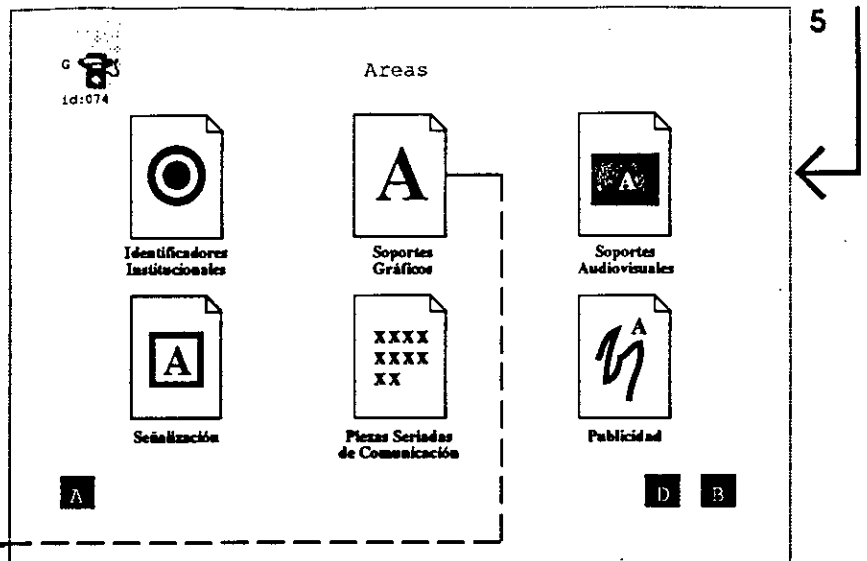 5
G
Areas
id:074
A
A
Identificadores
Institucionales
Soportes
Gráficos
Soportes
Audiovisuales
A
XXXX
XXXX
XX
A
Señalización
Piezas Seriadas
de Comunicación
Publicidad
A
D
B